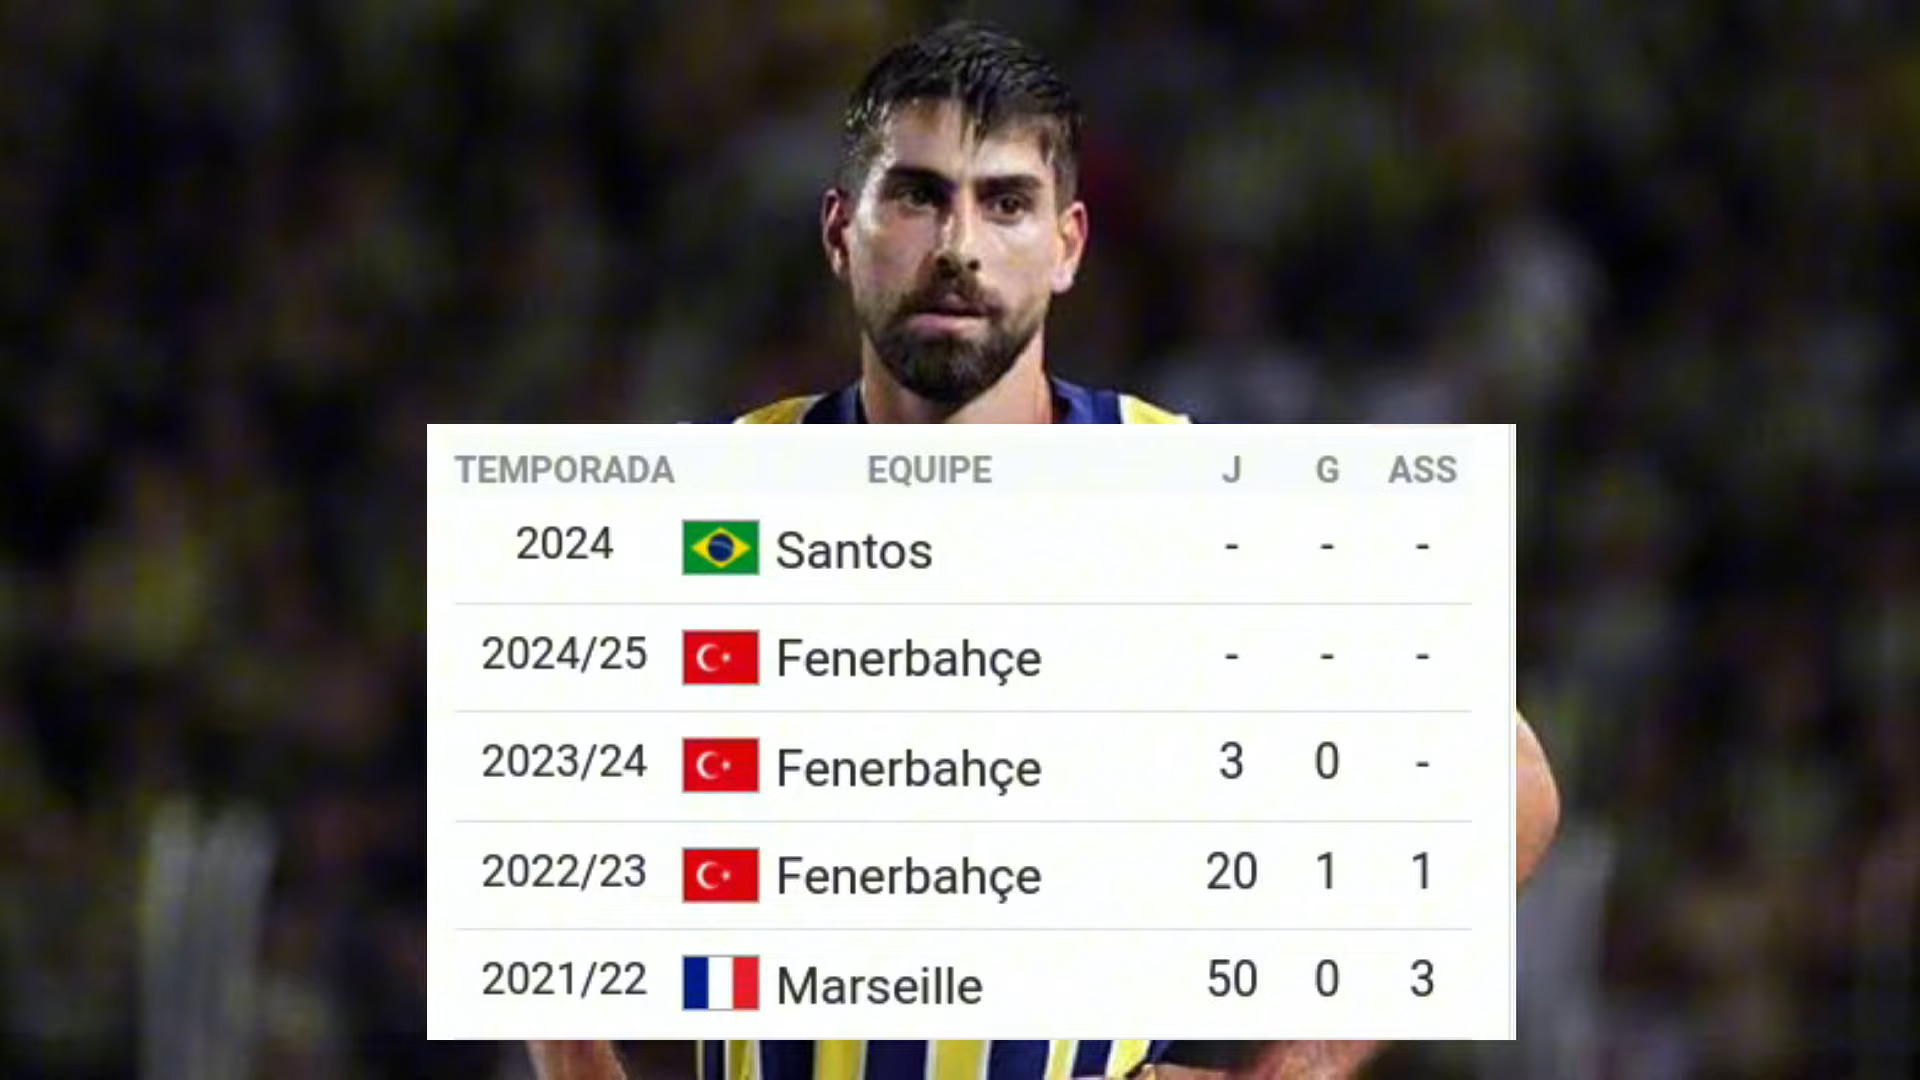 TEMPORADA EQUIPE J G ASS
2024 Santos - - -
2024/25 Fenerbahçe - - -
2023/24 Fenerbahçe 3 0 -
2022/23 Fenerbahçe 20 1 1
2021/22 Marseille 50 0 3